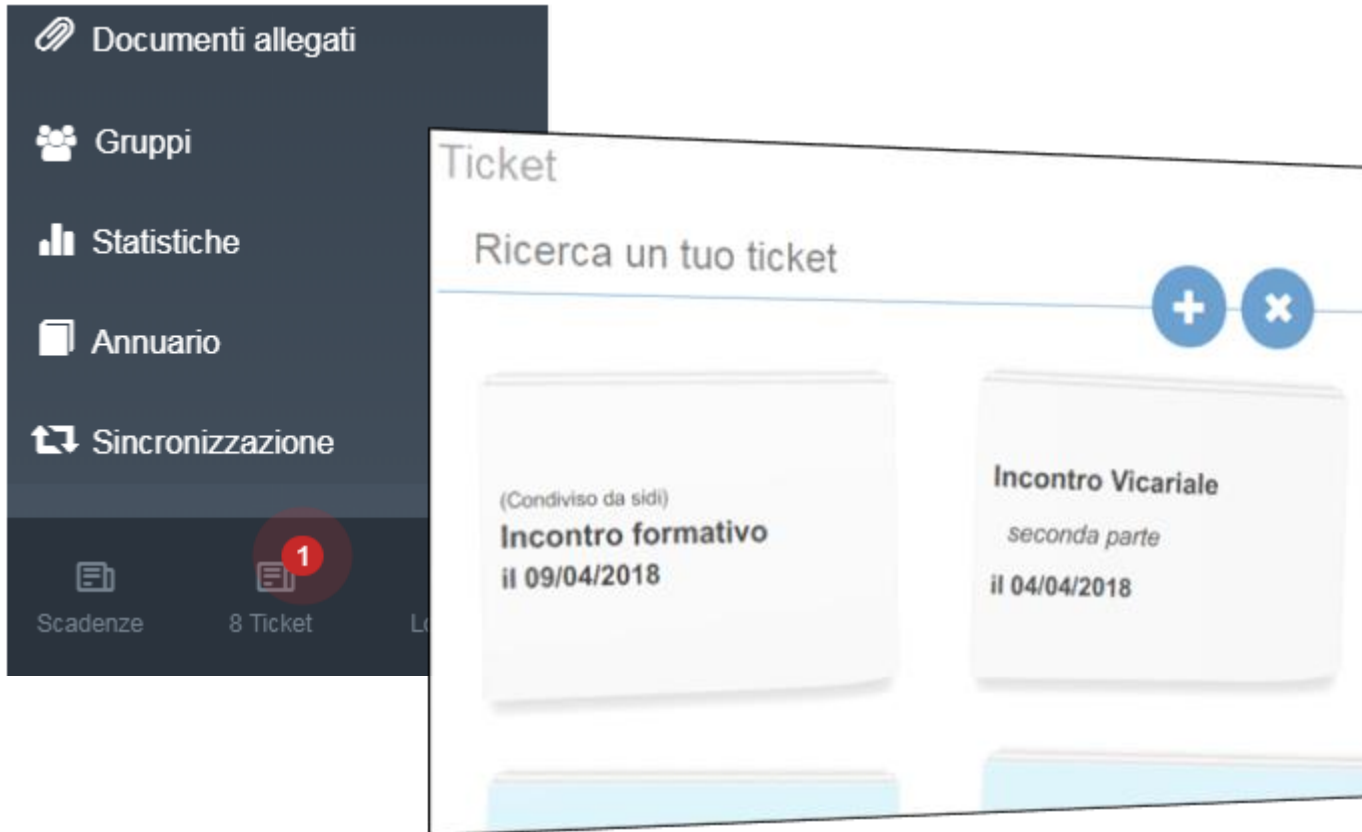 Documenti allegati
Gruppi
Statistiche
Annuario
Sincronizzazione
1
Scadenze
8 Ticket
Ticket
Ricerca un tuo ticket
(Condiviso da sidi)
Incontro formativo
il 09/04/2018
Incontro Vicariale
seconda parte
il 04/04/2018